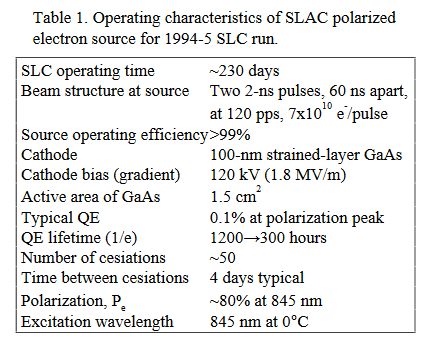 Table 1. Operating characteristics of SLAC polarized
electron source for 1994-5 SLC run.
SLC operating time ~230 days
Beam structure at source Two 2-ns pulses, 60 ns apart,
at 120 pps, 7x10¹⁰ e⁻/pulse
Source operating efficiency >99%
Cathode 100-nm strained-layer GaAs
Cathode bias (gradient) 120 kV (1.8 MV/m)
Active area of GaAs 1.5 cm²
Typical QE 0.1% at polarization peak
QE lifetime (1/e) 1200→300 hours
Number of cesiations ~50
Time between cesiations 4 days typical
Polarization, Pₑ ~80% at 845 nm
Excitation wavelength 845 nm at 0°C